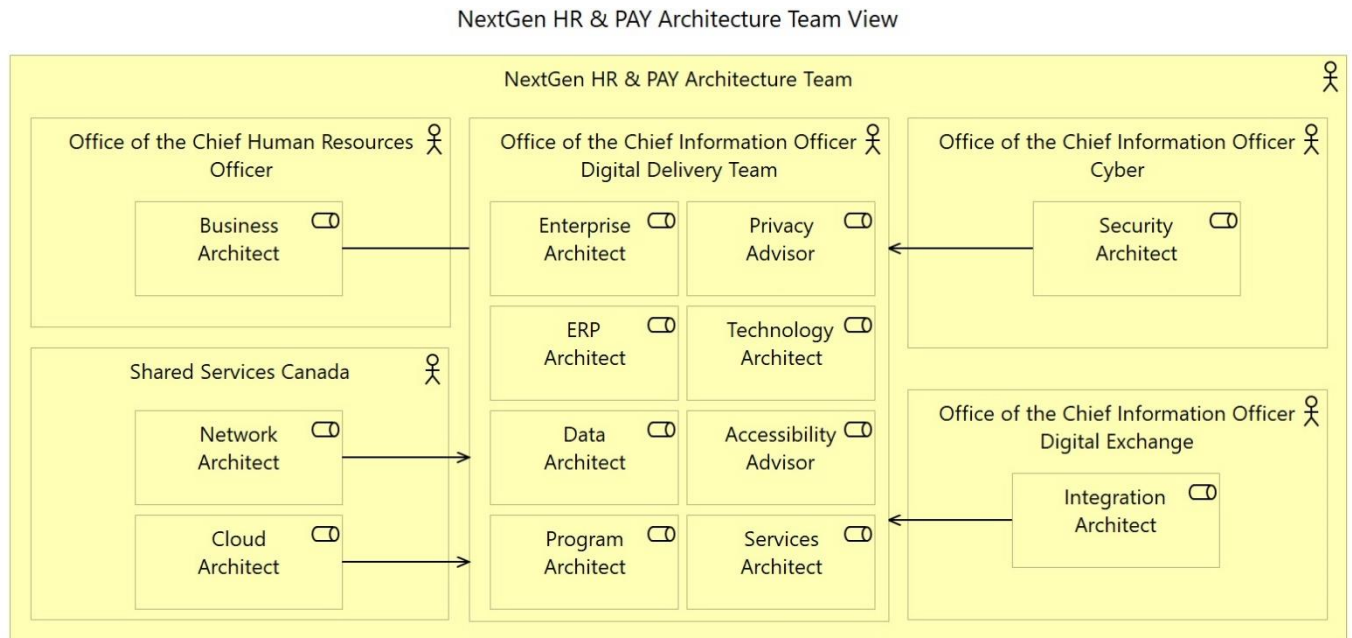 NextGen HR & PAY Architecture Team View
NextGen HR & PAY Architecture Team
Office of the Chief Human Resources
Officer
Business
Architect
Shared Services Canada
Network
Architect
Cloud
Architect
Office of the Chief Information Officer
Digital Delivery Team
Enterprise
Architect
Privacy
Advisor
ERP
Architect
Technology
Architect
Data
Architect
Accessibility
Advisor
Program
Architect
Services
Architect
Office of the Chief Information Officer
Cyber
Security
Architect
Office of the Chief Information Officer
Digital Exchange
Integration
Architect